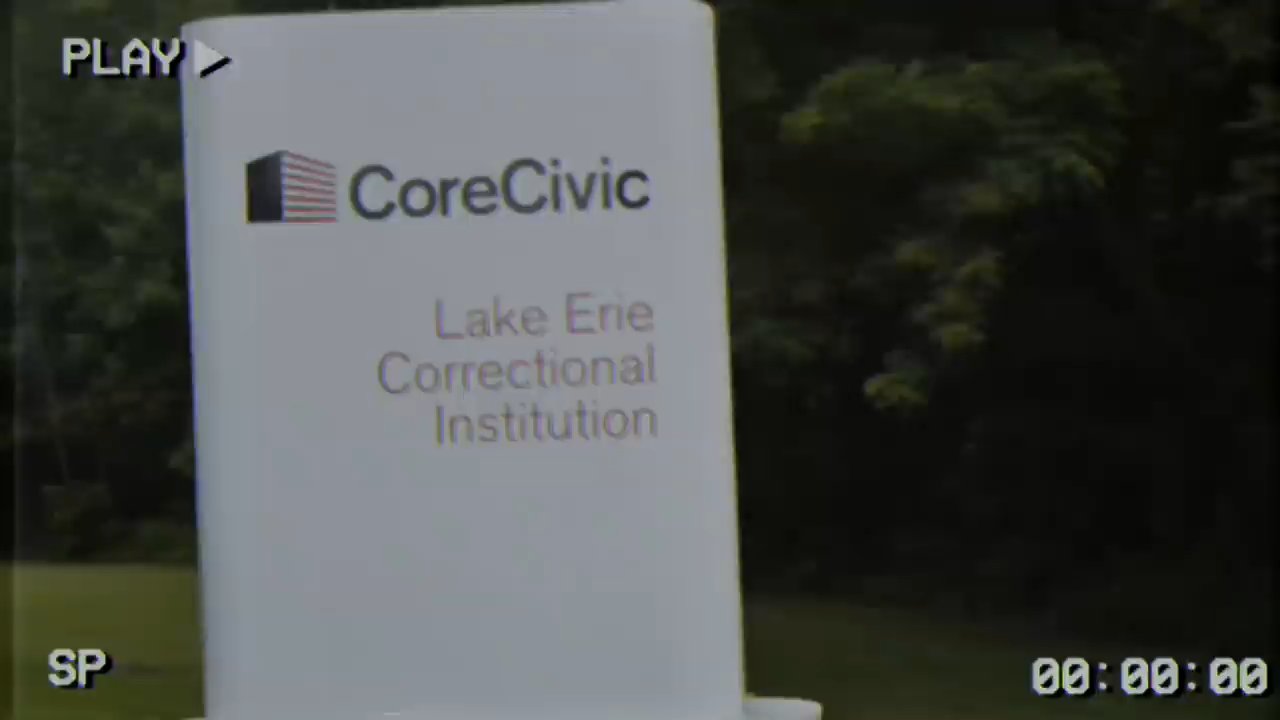 PLAY
CoreCivic
Lake Erie
Correctional
Institution
SP
00:00:00